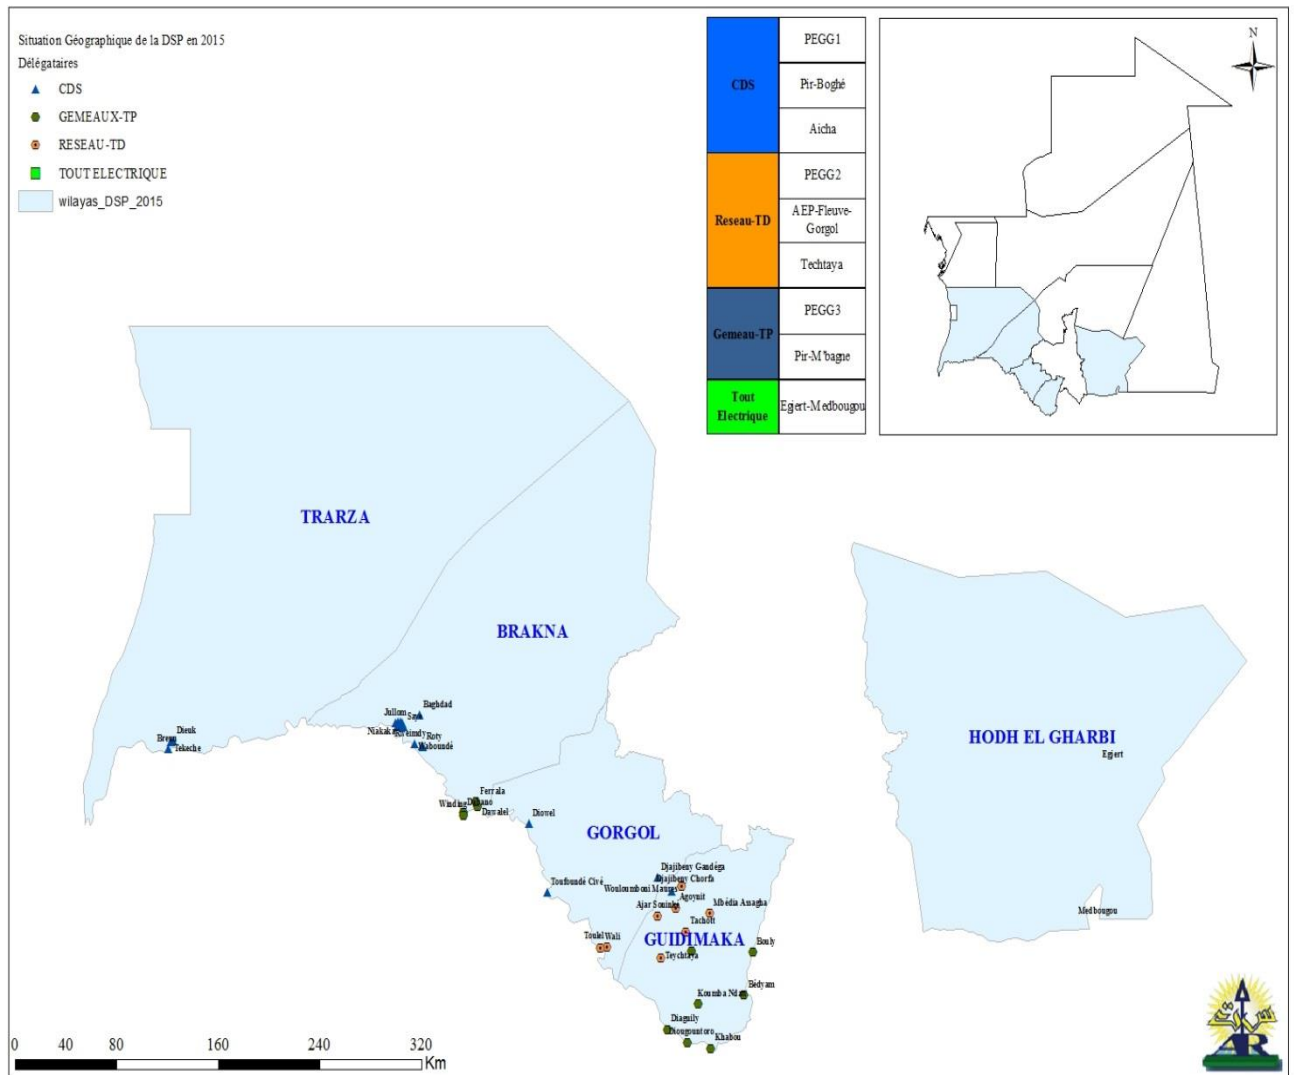 Situation Géographique de la DSP en 2015
Délégataires
CDS
GEMEAUX-TP
RESEAU-TD
TOUT ELECTRIQUE
wilayas_DSP_2015
CDS
PEGG1
Pir-Boghé
Aicha
Reseau-TD
PEGG2
AEP-Fleuve-
Gorgol
Techtaya
Gemeau-TP
PEGG3
Pir-M'bagne
Tout
Electrique
Egjert-Medbougou
N
TRARZA
BRAKNA
HODH EL GHARBI
Egjert
Medbougou
Baghdad
Jullom
Niakaka
Roty
Waboundé
Dieuk
Tekeche
Ferrala
Winding
Dawalel
Diowel
GORGOL
Djajibeny Gandéga
Djajibeny Chorfa
Toufoundé Civé
Wouloumboni Maures
Agoynit
Ajar Soninké
Mbédia Assagha
Tachott
Toulel
Wali
GUIDIMAKA
Bouly
Teychtaya
Bédyam
Koumba Ndao
Diaguily
Diougountoro
Khabou
0 40 80 160 240 320
Km